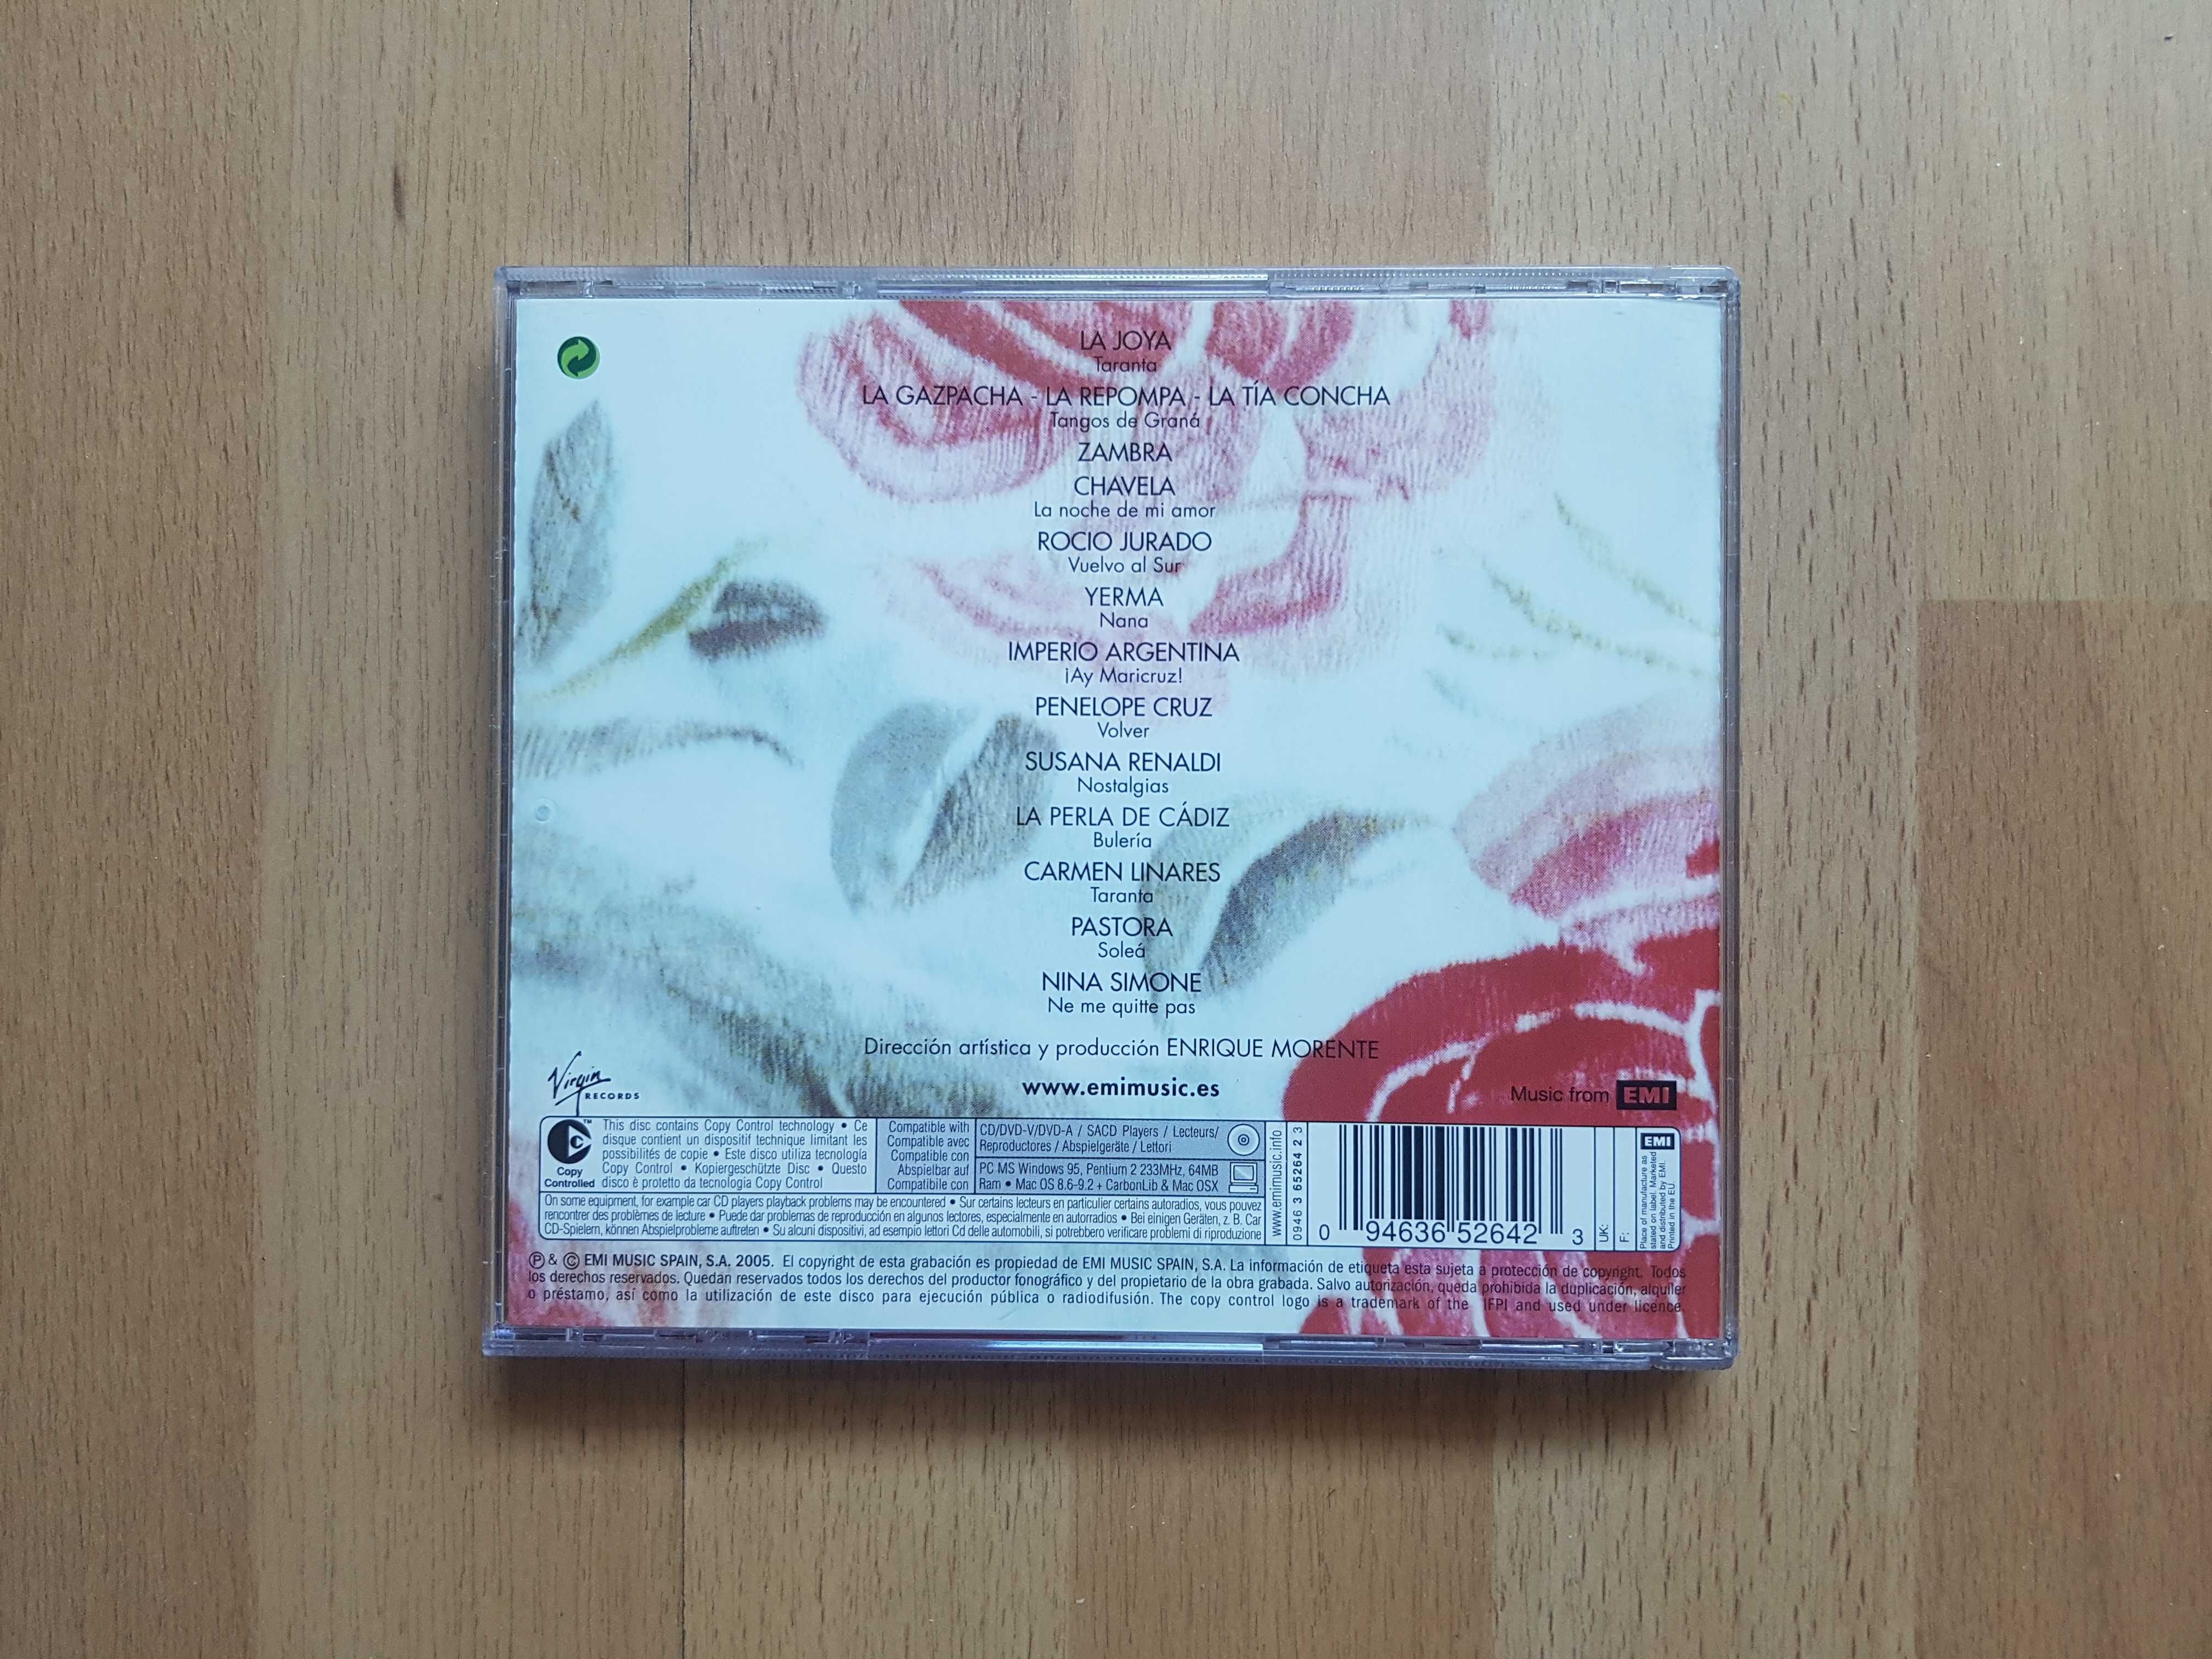 LA JOYA
Taranta
LA GAZPACHA - LA REPOMPA - LA TÍA CONCHA
Tangos de Graná
ZAMBRA
CHAVELA
La noche de mi amor
ROCIO JURADO
Vuelvo al Sur
YERMA
Nana
IMPERIO ARGENTINA
¡Ay Maricruz!
PENELOPE CRUZ
Volver
SUSANA RENALDI
Nostalgias
LA PERLA DE CÁDIZ
Bulería
CARMEN LINARES
Taranta
PASTORA
Soleá
NINA SIMONE
Ne me quitte pas
Dirección artística y producción ENRIQUE MORENTE
www.emimusic.es
Virgin
RECORDS
Music from EMI
TM
Copy
Controlled
This disc contains Copy Control technology • Ce
disque contient un dispositif technique limitant les
possibilités de copie • Este disco utiliza tecnología
Copy Control • Kopiergeschützte Disc • Questo
disco è protetto da tecnologia Copy Control
Compatible with
Compatible avec
Compatible con
Abspielbar auf
Compatibile con
CD/DVD-V/DVD-A / SACD Players / Lecteurs/
Reproductores / Abspielgeräte / Lettori
PC MS Windows 95, Pentium 2 233MHz, 64MB
Ram • Mac OS 8.6-9.2 + CarbonLib & Mac OSX
On some equipment, for example car CD players playback problems may be encountered • Sur certains lecteurs en particulier certains autoradios, vous pouvez
rencontrer des problèmes de lecture • Puede dar problemas de reproducción en algunos lectores, especialmente en autorradios • Bei einigen Geräten, z. B. Car
CD-Spielern, können Abspielprobleme auftreten • Su alcuni dispositivi, ad esempio lettori Cd delle automobili, si potrebbero verificare problemi di riproduzione
www.emimusic.info
0946 3 65264 2 3
0 94636 52642 3
UK:
F:
EMI
Place of manufacture as
stated on label. Marketed
and distributed by EMI.
Printed in the EU.
Ⓟ & © EMI MUSIC SPAIN, S.A. 2005. El copyright de esta grabación es propiedad de EMI MUSIC SPAIN, S.A. La información de etiqueta esta sujeta a protección de copyright. Todos
los derechos reservados. Quedan reservados todos los derechos del productor fonográfico y del propietario de la obra grabada. Salvo autorización, queda prohibida la duplicación, alquiler
o préstamo, así como la utilización de este disco para ejecución pública o radiodifusión. The copy control logo is a trademark of the IFPI and used under licence.